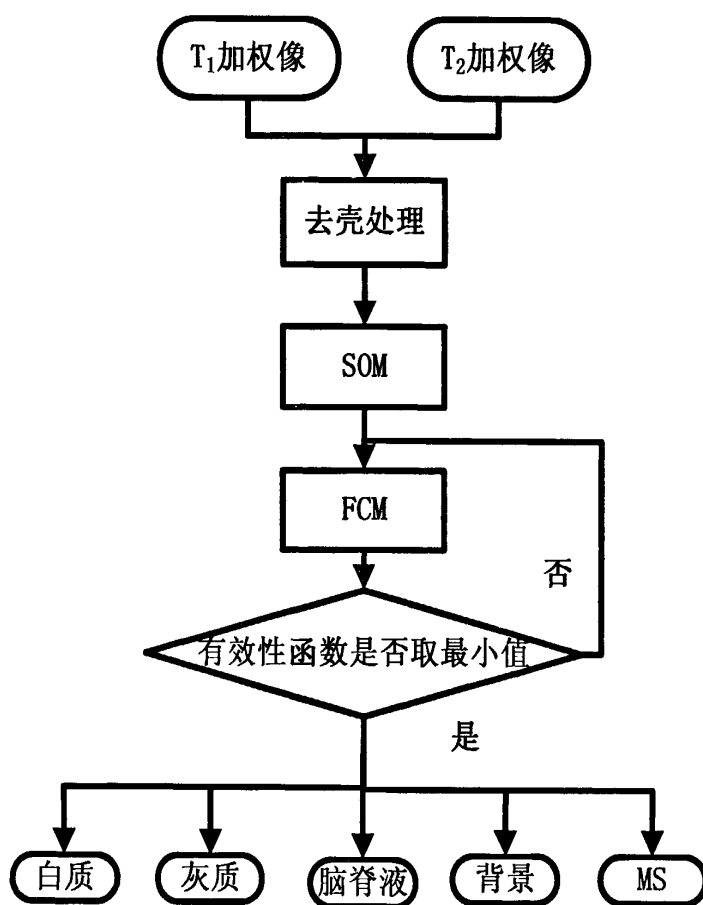 T₁加权像
T₂加权像
去壳处理
SOM
FCM
否
有效性函数是否取最小值
是
白质
灰质
脑脊液
背景
MS